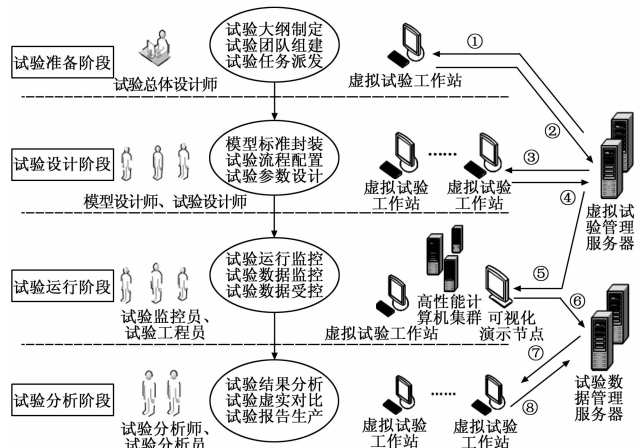 试验大纲制定
试验团队组建
试验任务派发
①
试验准备阶段
试验总体设计师
虚拟试验工作站
②
模型标准封装
试验流程配置
试验参数设计
试验设计阶段
……
③
④
虚拟试验
工作站
虚拟试验
工作站
模型设计师、试验设计师
虚拟试
验管理
服务器
试验运行监控
试验数据监控
试验数据受控
试验运行阶段
⑤
⑥
高性能计
算机集群
可视化
演示节点
试验监控员、
试验工程员
虚拟试验工作站
⑦
试验结果分析
试验虚实对比
试验报告生产
试验分析阶段
……
⑧
试验数
据管理
服务器
试验分析师、
试验分析员
虚拟试验
工作站
虚拟试验
工作站